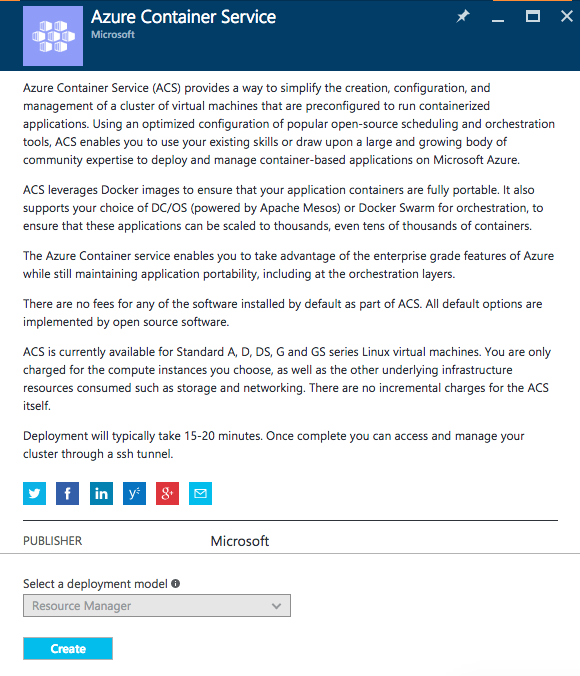 Azure Container Service
Microsoft
Azure Container Service (ACS) provides a way to simplify the creation, configuration, and
management of a cluster of virtual machines that are preconfigured to run containerized
applications. Using an optimized configuration of popular open-source scheduling and orchestration
tools, ACS enables you to use your existing skills or draw upon a large and growing body of
community expertise to deploy and manage container-based applications on Microsoft Azure.
ACS leverages Docker images to ensure that your application containers are fully portable. It also
supports your choice of DC/OS (powered by Apache Mesos) or Docker Swarm for orchestration, to
ensure that these applications can be scaled to thousands, even tens of thousands of containers.
The Azure Container service enables you to take advantage of the enterprise grade features of Azure
while still maintaining application portability, including at the orchestration layers.
There are no fees for any of the software installed by default as part of ACS. All default options are
implemented by open source software.
ACS is currently available for Standard A, D, DS, G and GS series Linux virtual machines. You are only
charged for the compute instances you choose, as well as the other underlying infrastructure
resources consumed such as storage and networking. There are no incremental charges for the ACS
itself.
Deployment will typically take 15-20 minutes. Once complete you can access and manage your
cluster through a ssh tunnel.
f in y g+
PUBLISHER Microsoft
Select a deployment model
Resource Manager
Create